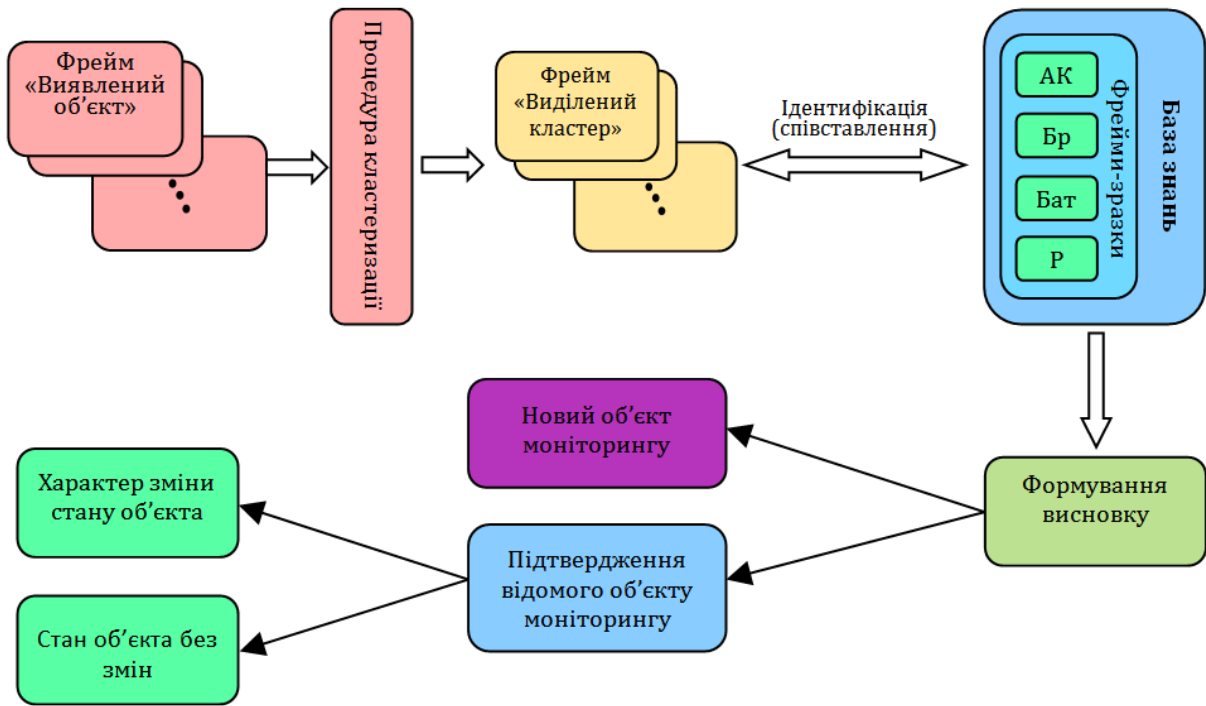 Фрейм
«Виявлений
об’єкт»
Процедура кластеризації
Фрейм
«Виділений
кластер»
Ідентифікація
(співставлення)
АК
Бр
Бат
Р
Фрейми-зразки
База знань
Новий об’єкт
моніторингу
Характер зміни
стану об’єкта
Формування
висновку
Підтвердження
відомого об’єкту
моніторингу
Стан об’єкта без
змін